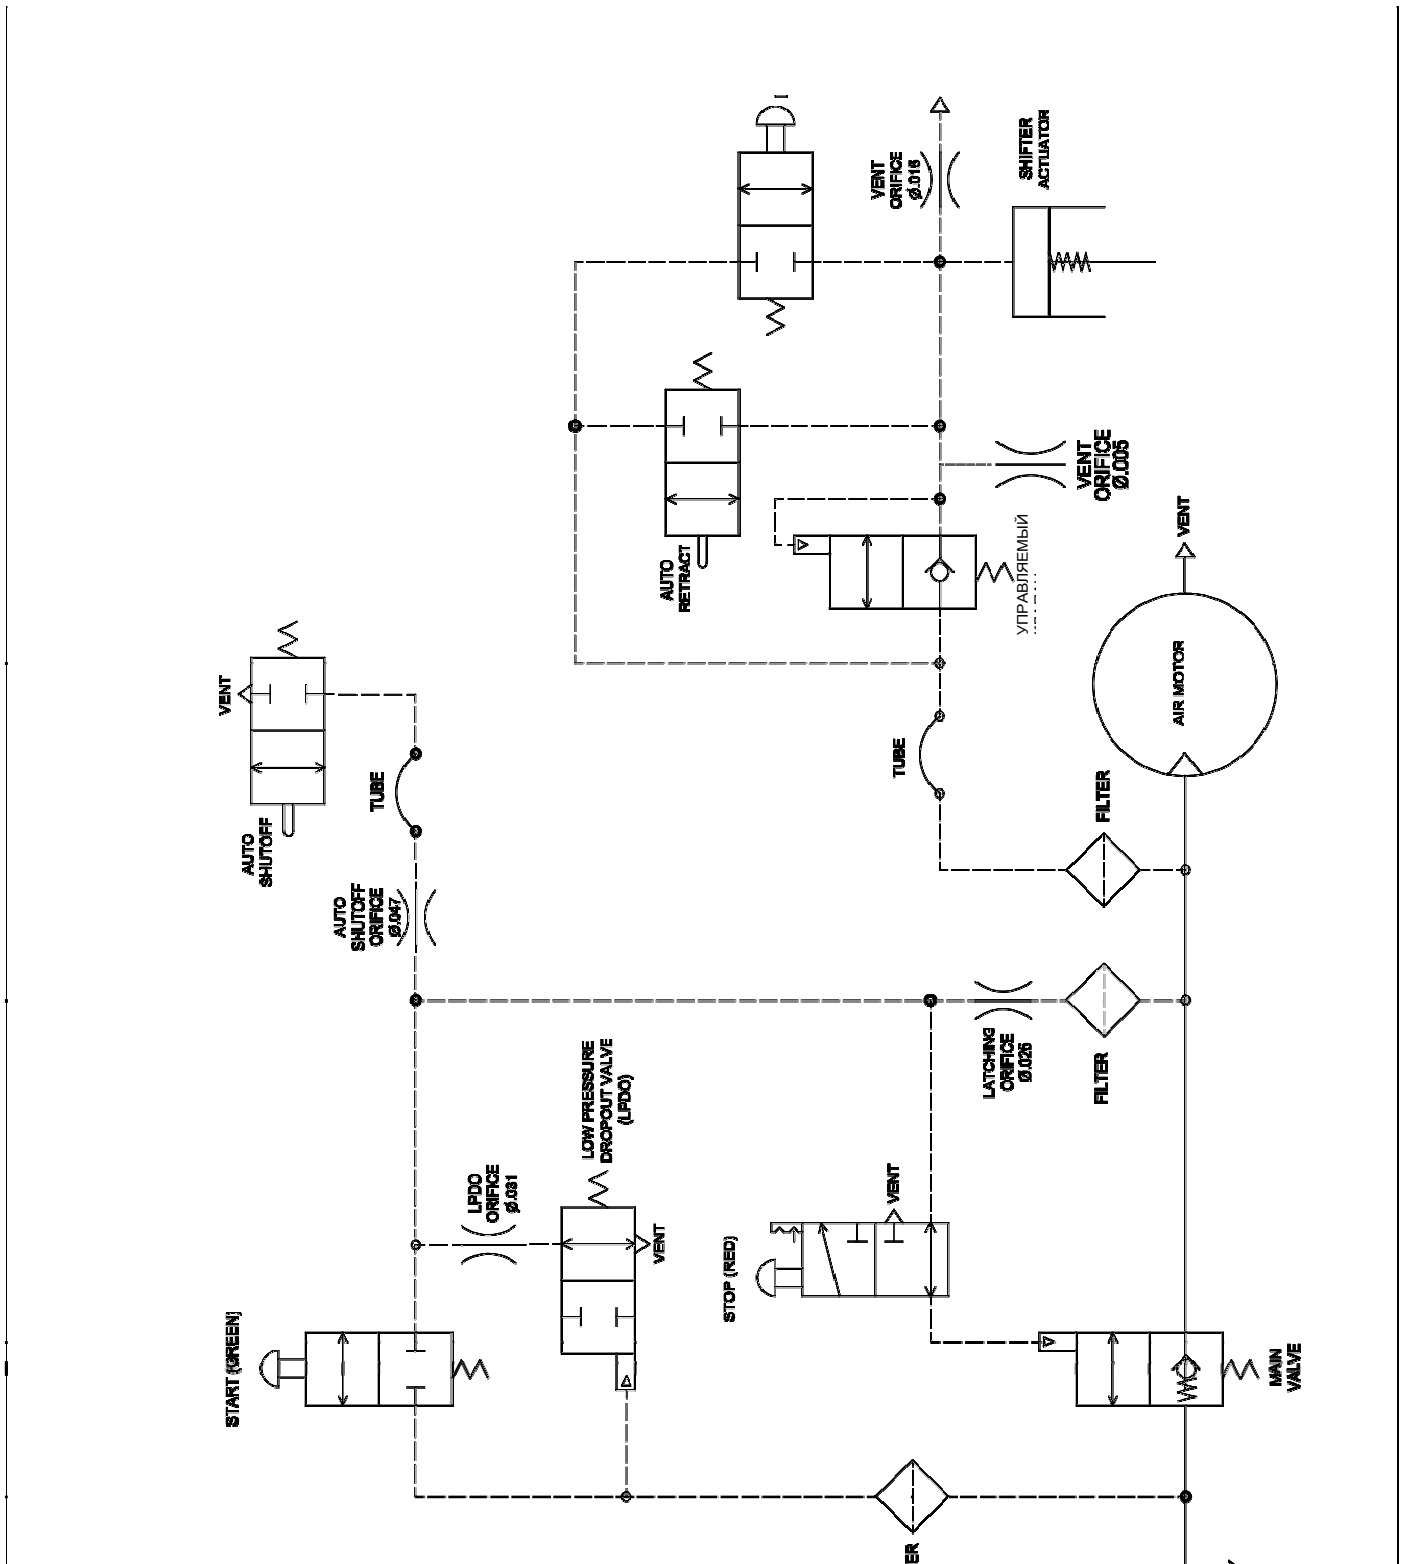 VENT
ORIFICE
Ø.016
SHIFTER
ACTUATOR
VENT
ORIFICE
Ø.005
AUTO
RETRACT
УПРАВЛЯЕМЫЙ
VENT
AIR MOTOR
VENT
TUBE
TUBE
AUTO
SHUTOFF
FILTER
AUTO
SHUTOFF
ORIFICE
Ø.047
LATCHING
ORIFICE
Ø.026
FILTER
LOW PRESSURE
DROPOUT VALVE
(LPDO)
LPDO
ORIFICE
Ø.031
VENT
VENT
STOP (RED)
START (GREEN)
MAIN
VALVE
ER